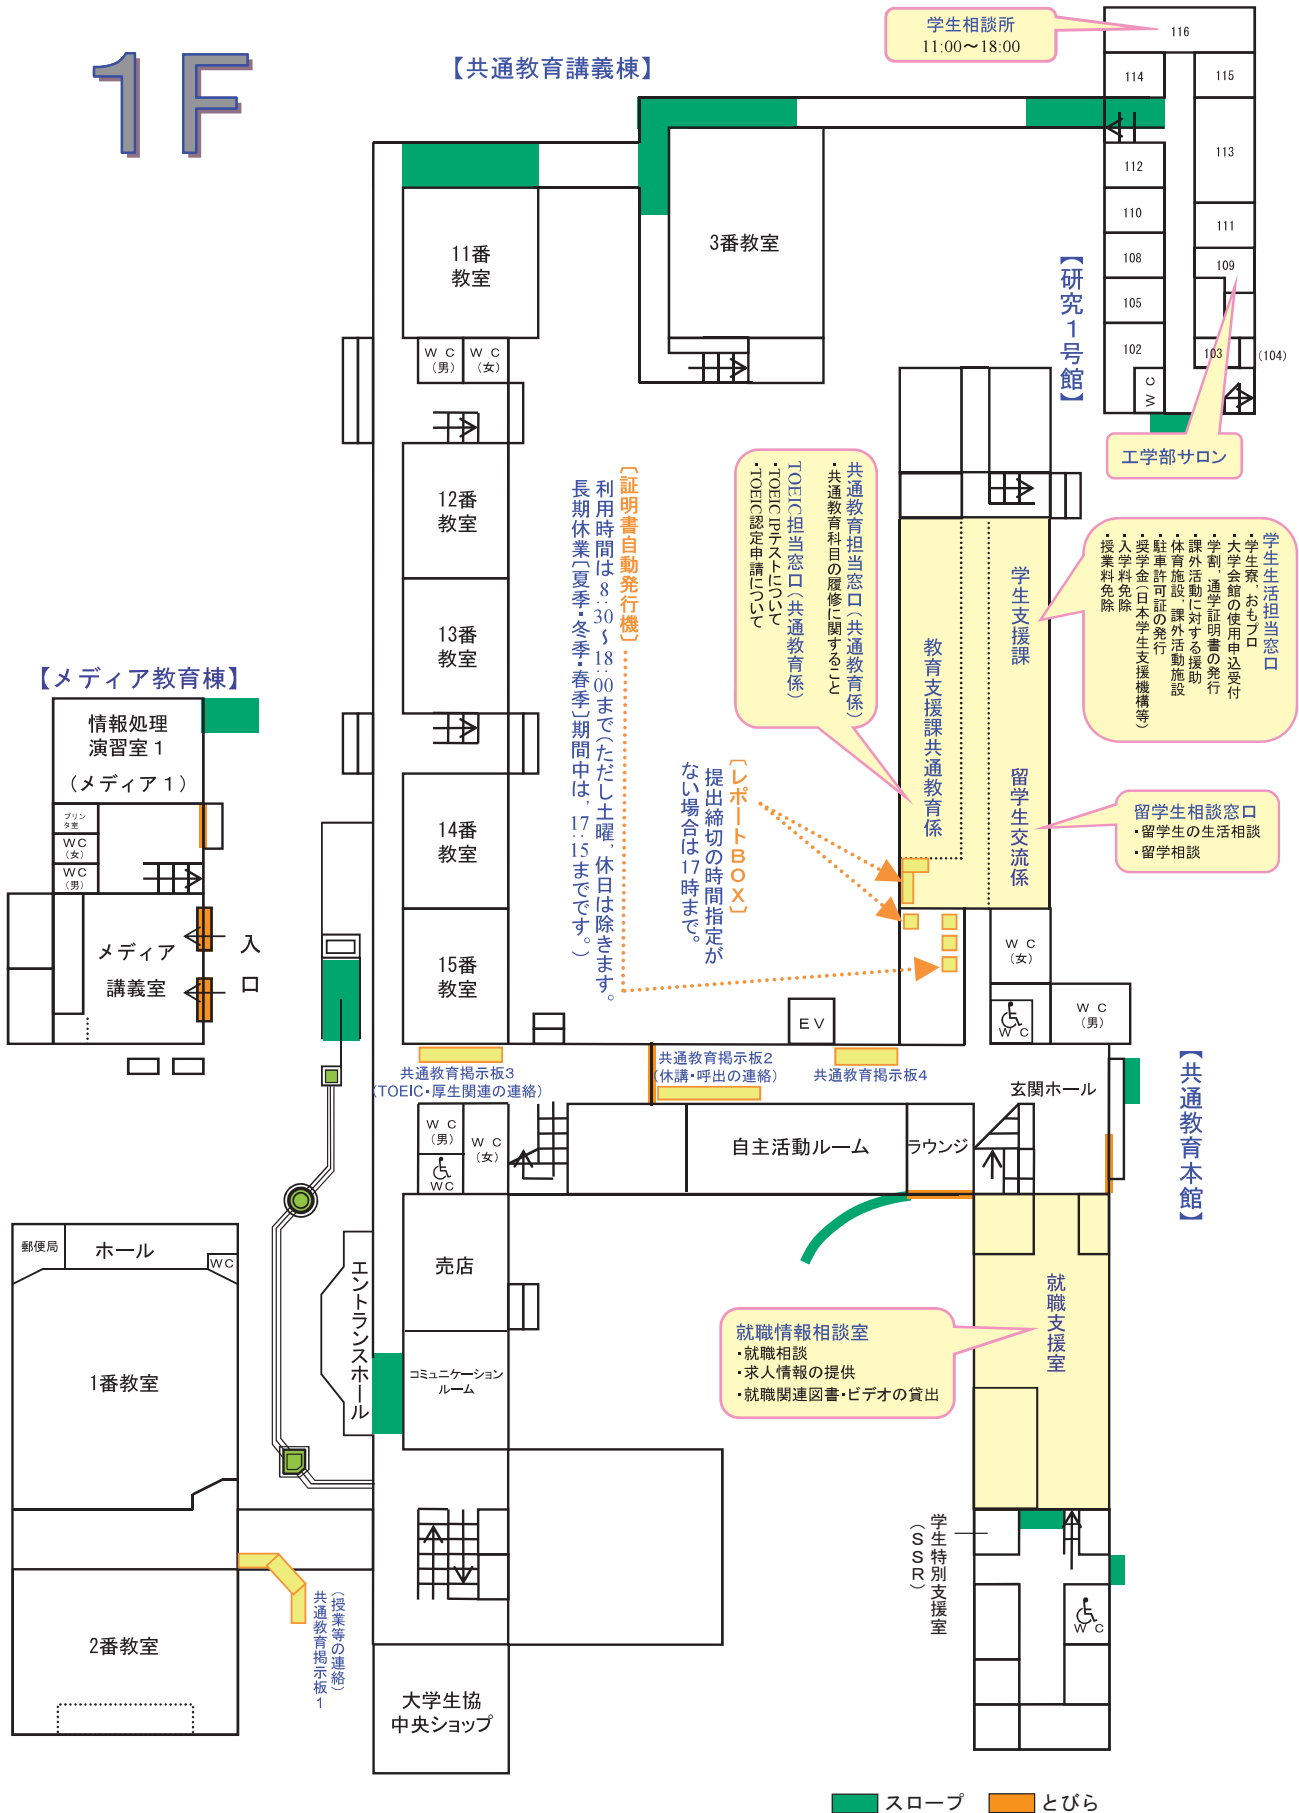 1F
【共通教育講義棟】
学生相談所
11:00～18:00
116
114
115
113
112
110
111
108
109
105
102
103
(104)
ＷＣ
【研究１号館】
工学部サロン
11番
教室
3番教室
ＷＣ
(男)
ＷＣ
(女)
12番
教室
13番
教室
14番
教室
15番
教室
〔証明書自動発行機〕
利用時間は8:30～18:00まで(ただし土曜,休日は除きます。
長期休業〔夏季・冬季・春季〕期間中は,17:15までです。)
共通教育担当窓口(共通教育係)
・共通教育科目の履修に関すること
TOEIC担当窓口(共通教育係)
・TOEIC IPテストについて
・TOEIC認定申請について
学生生活担当窓口
・学生寮、おもプロ
・大学会館の使用申込受付
・学割、通学証明書の発行
・課外活動に対する援助
・体育施設、課外活動施設
・駐車許可証の発行
・奨学金(日本学生支援機構等)
・入学料免除
・授業料免除
学生支援課
教育支援課共通教育係
留学生交流係
留学生相談窓口
・留学生の生活相談
・留学相談
〔レポートＢＯＸ〕
提出締切の時間指定が
ない場合は17時まで。
【メディア教育棟】
情報処理
演習室１
(メディア１)
プリン
タ室
ＷＣ
(女)
ＷＣ
(男)
メディア
講義室
入
口
ＥＶ
ＷＣ
(女)
ＷＣ
ＷＣ
(男)
共通教育掲示板3
(TOEIC・厚生関連の連絡)
共通教育掲示板2
(休講・呼出の連絡)
共通教育掲示板4
玄関ホール
【共通教育本館】
ＷＣ
(男)
ＷＣ
(女)
ＷＣ
自主活動ルーム
ラウンジ
郵便局
ホール
ＷＣ
1番教室
エントランスホール
売店
コミュニケーション
ルーム
就職情報相談室
・就職相談
・求人情報の提供
・就職関連図書・ビデオの貸出
就職支援室
学生特別支援室
(ＳＳＲ)
ＷＣ
2番教室
(授業等の連絡)
共通教育掲示板1
大学生協
中央ショップ
スロープ
とびら